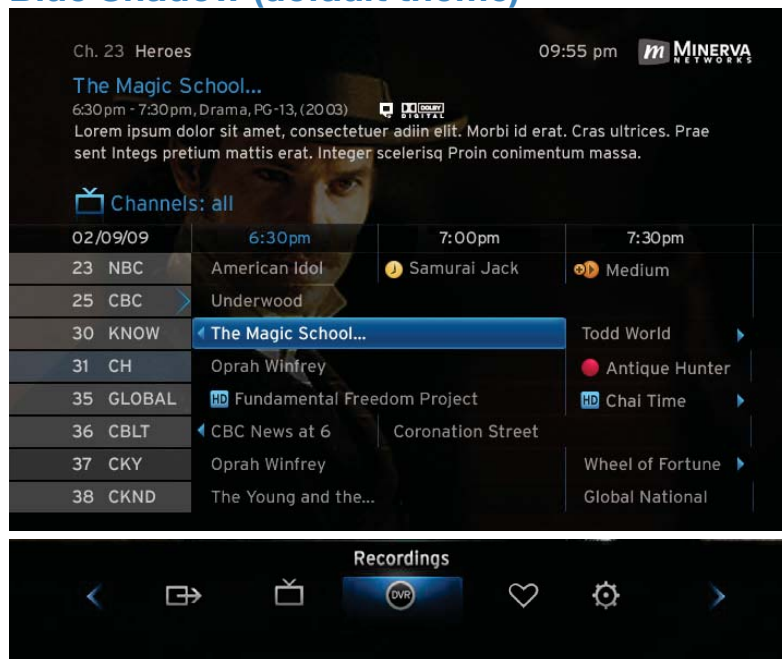 Blue Shadow (default theme)
Ch. 23 Heroes
09:55 pm
m MINERVA NETWORKS
The Magic School...
6:30pm - 7:30pm, Drama, PG-13, (2003)
DOLBY DIGITAL
Lorem ipsum dolor sit amet, consectetuer adiin elit. Morbi id erat. Cras ultrices. Prae
sent Integs pretium mattis erat. Integer scelerisq Proin conimentum massa.
Channels: all
02/09/09 6:30pm 7:00pm 7:30pm
23 NBC American Idol Samurai Jack Medium
25 CBC Underwood
30 KNOW The Magic School... Todd World
31 CH Oprah Winfrey Antique Hunter
35 GLOBAL HD Fundamental Freedom Project HD Chai Time
36 CBLT CBC News at 6 Coronation Street
37 CKY Oprah Winfrey Wheel of Fortune
38 CKND The Young and the... Global National
Recordings
DVR